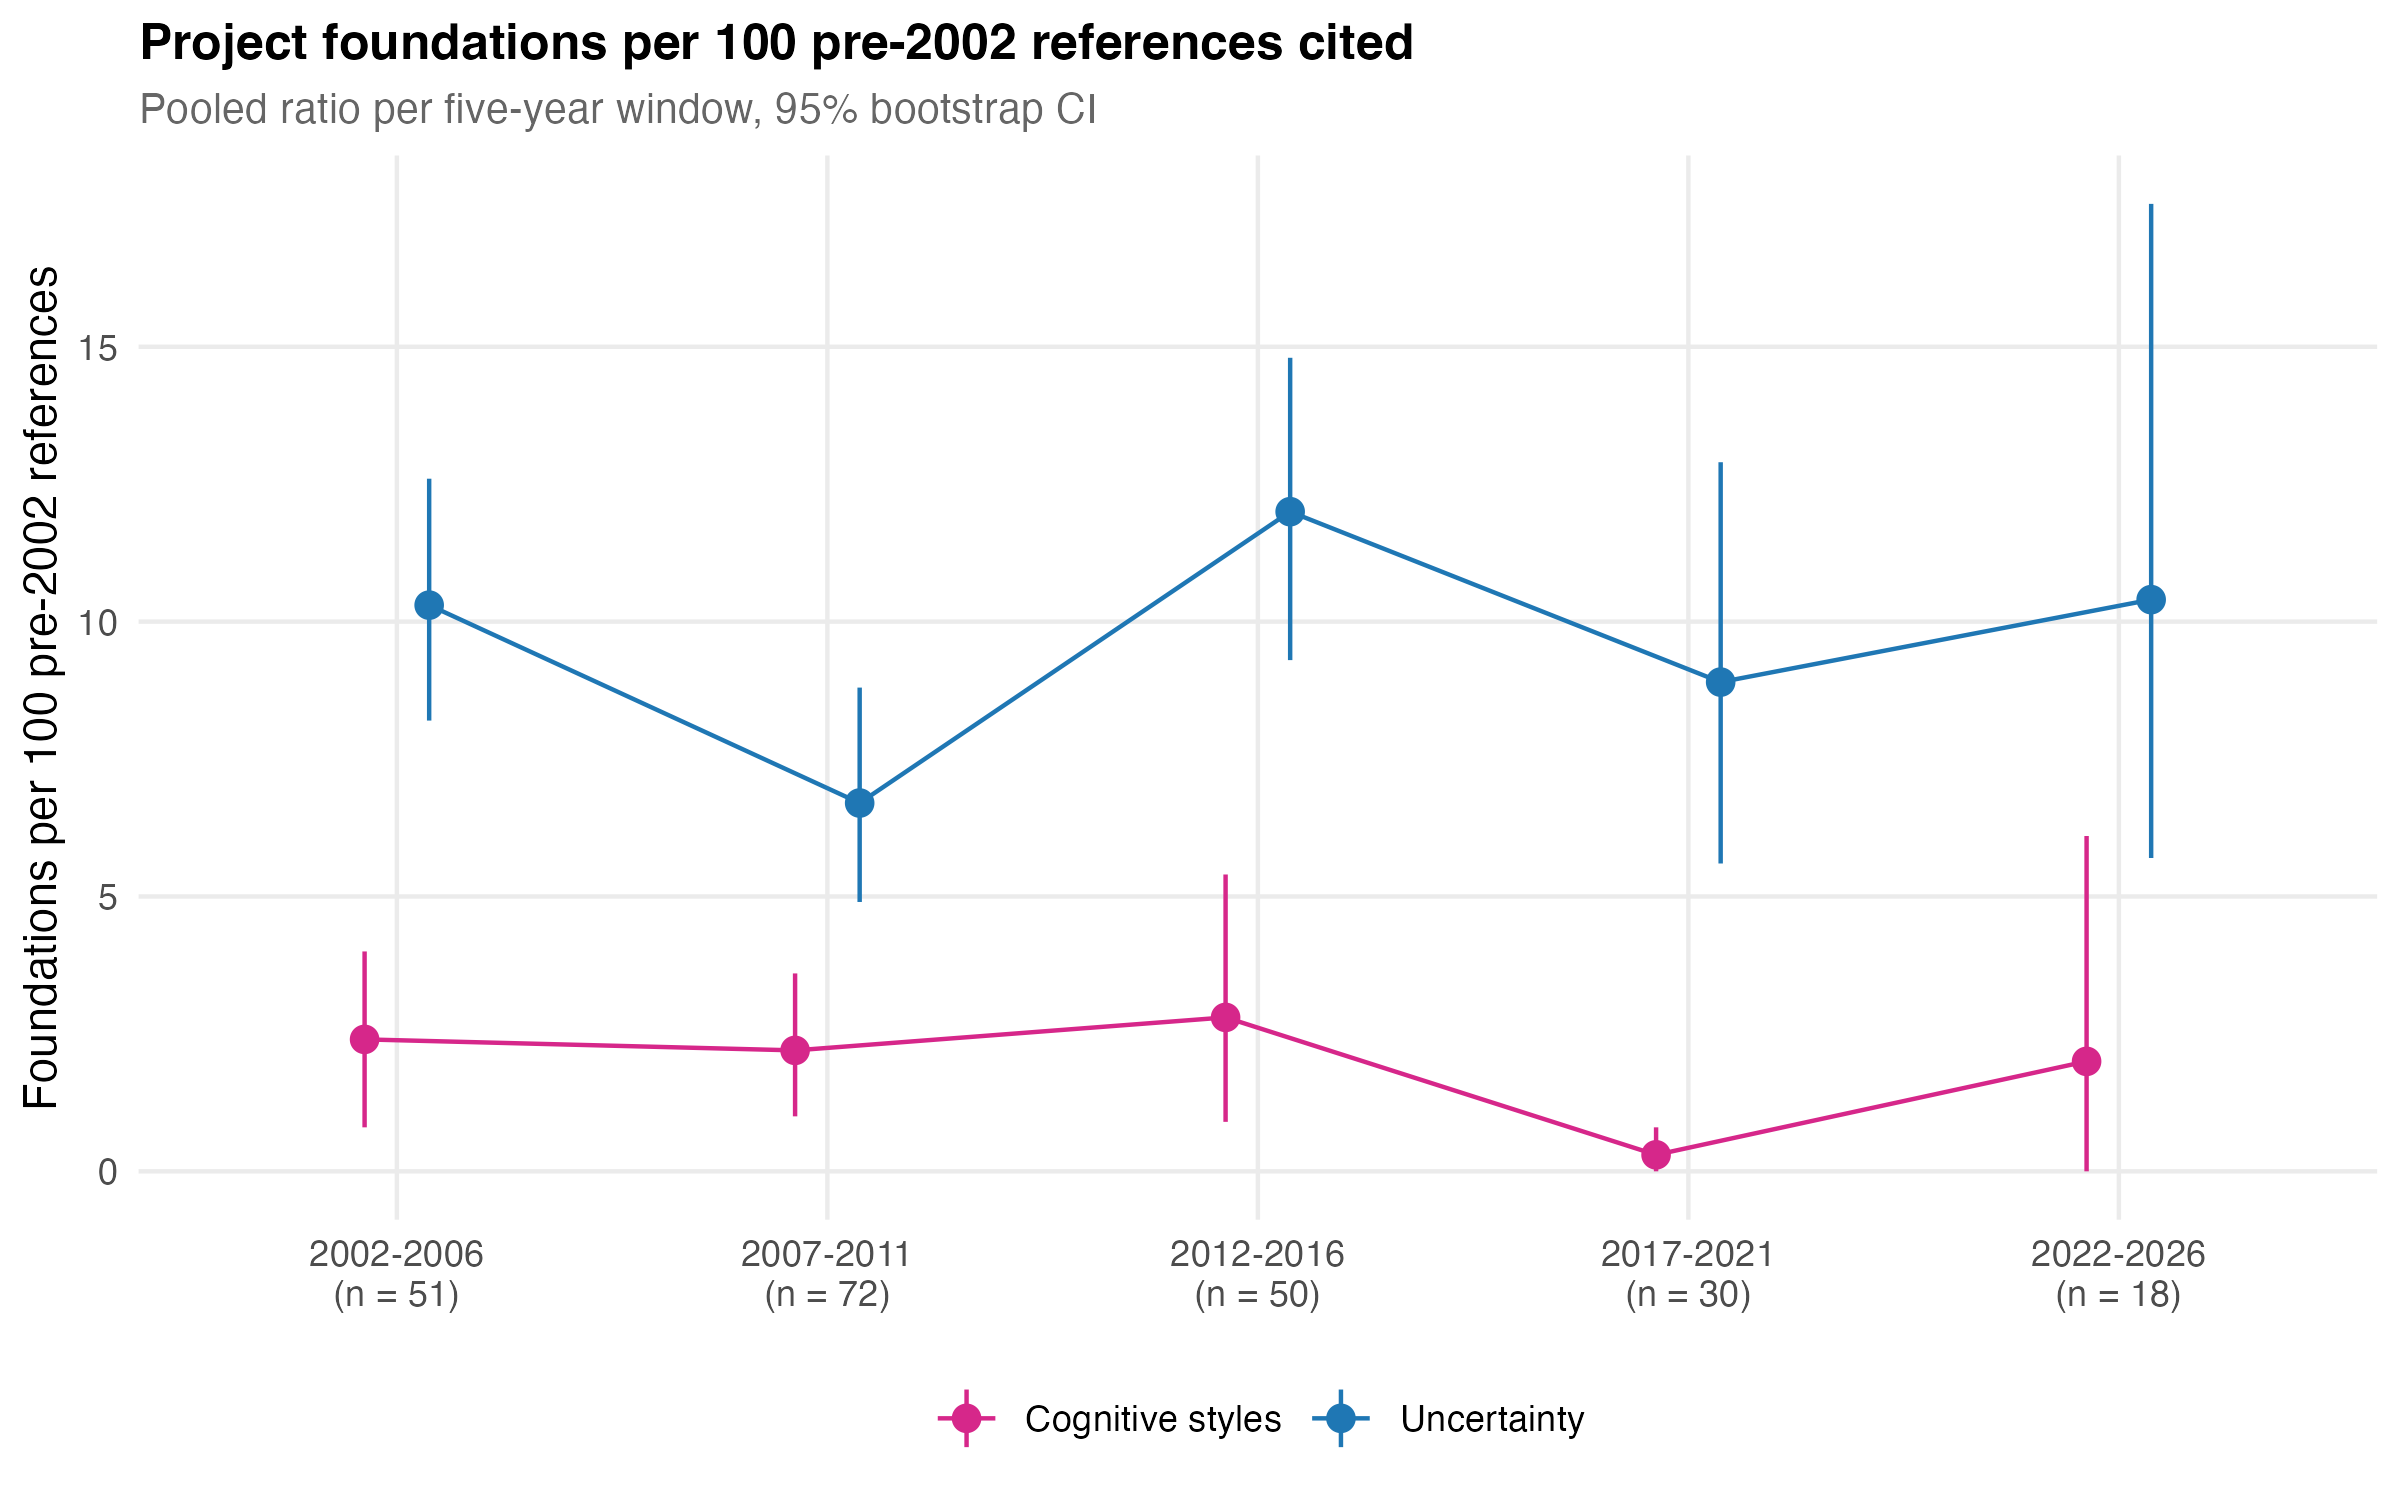 Project foundations per 100 pre-2002 references cited
Pooled ratio per five-year window, 95% bootstrap CI
Foundations per 100 pre-2002 references
15
10
5
0
2002-2006
(n = 51)
2007-2011
(n = 72)
2012-2016
(n = 50)
2017-2021
(n = 30)
2022-2026
(n = 18)
Cognitive styles
Uncertainty